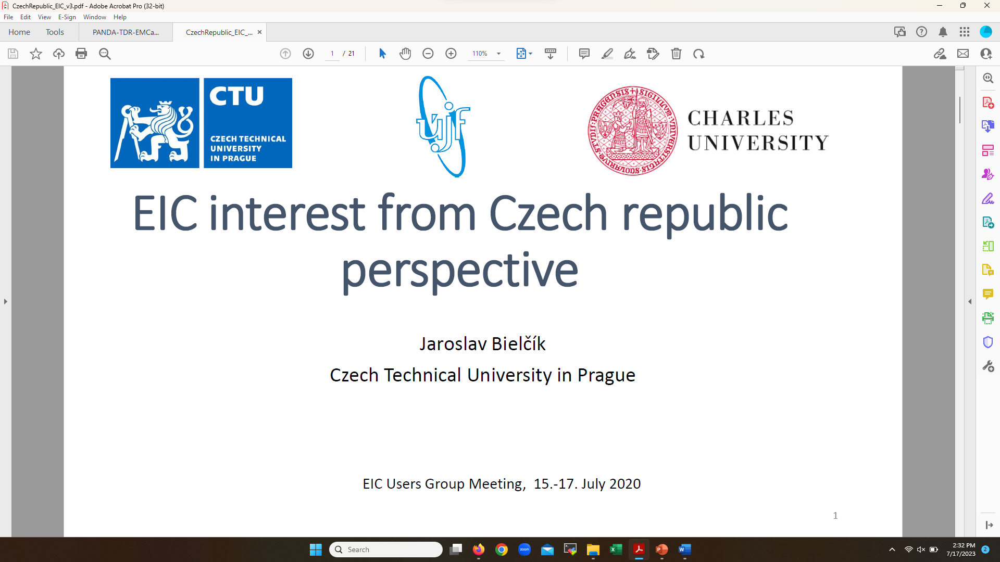 CzechRepublic_EIC_v3.pdf - Adobe Acrobat Pro (32-bit)
File Edit View E-Sign Window Help
Home Tools PANDA-TDR-EMCa... CzechRepublic_EIC_... ×
1 / 21 110%
CTU
CZECH TECHNICAL
UNIVERSITY
IN PRAGUE
újf
CHARLES
UNIVERSITY
EIC interest from Czech republic
perspective
Jaroslav Bielčík
Czech Technical University in Prague
EIC Users Group Meeting, 15.-17. July 2020
1
Search
zoom
2:32 PM
7/17/2023
2